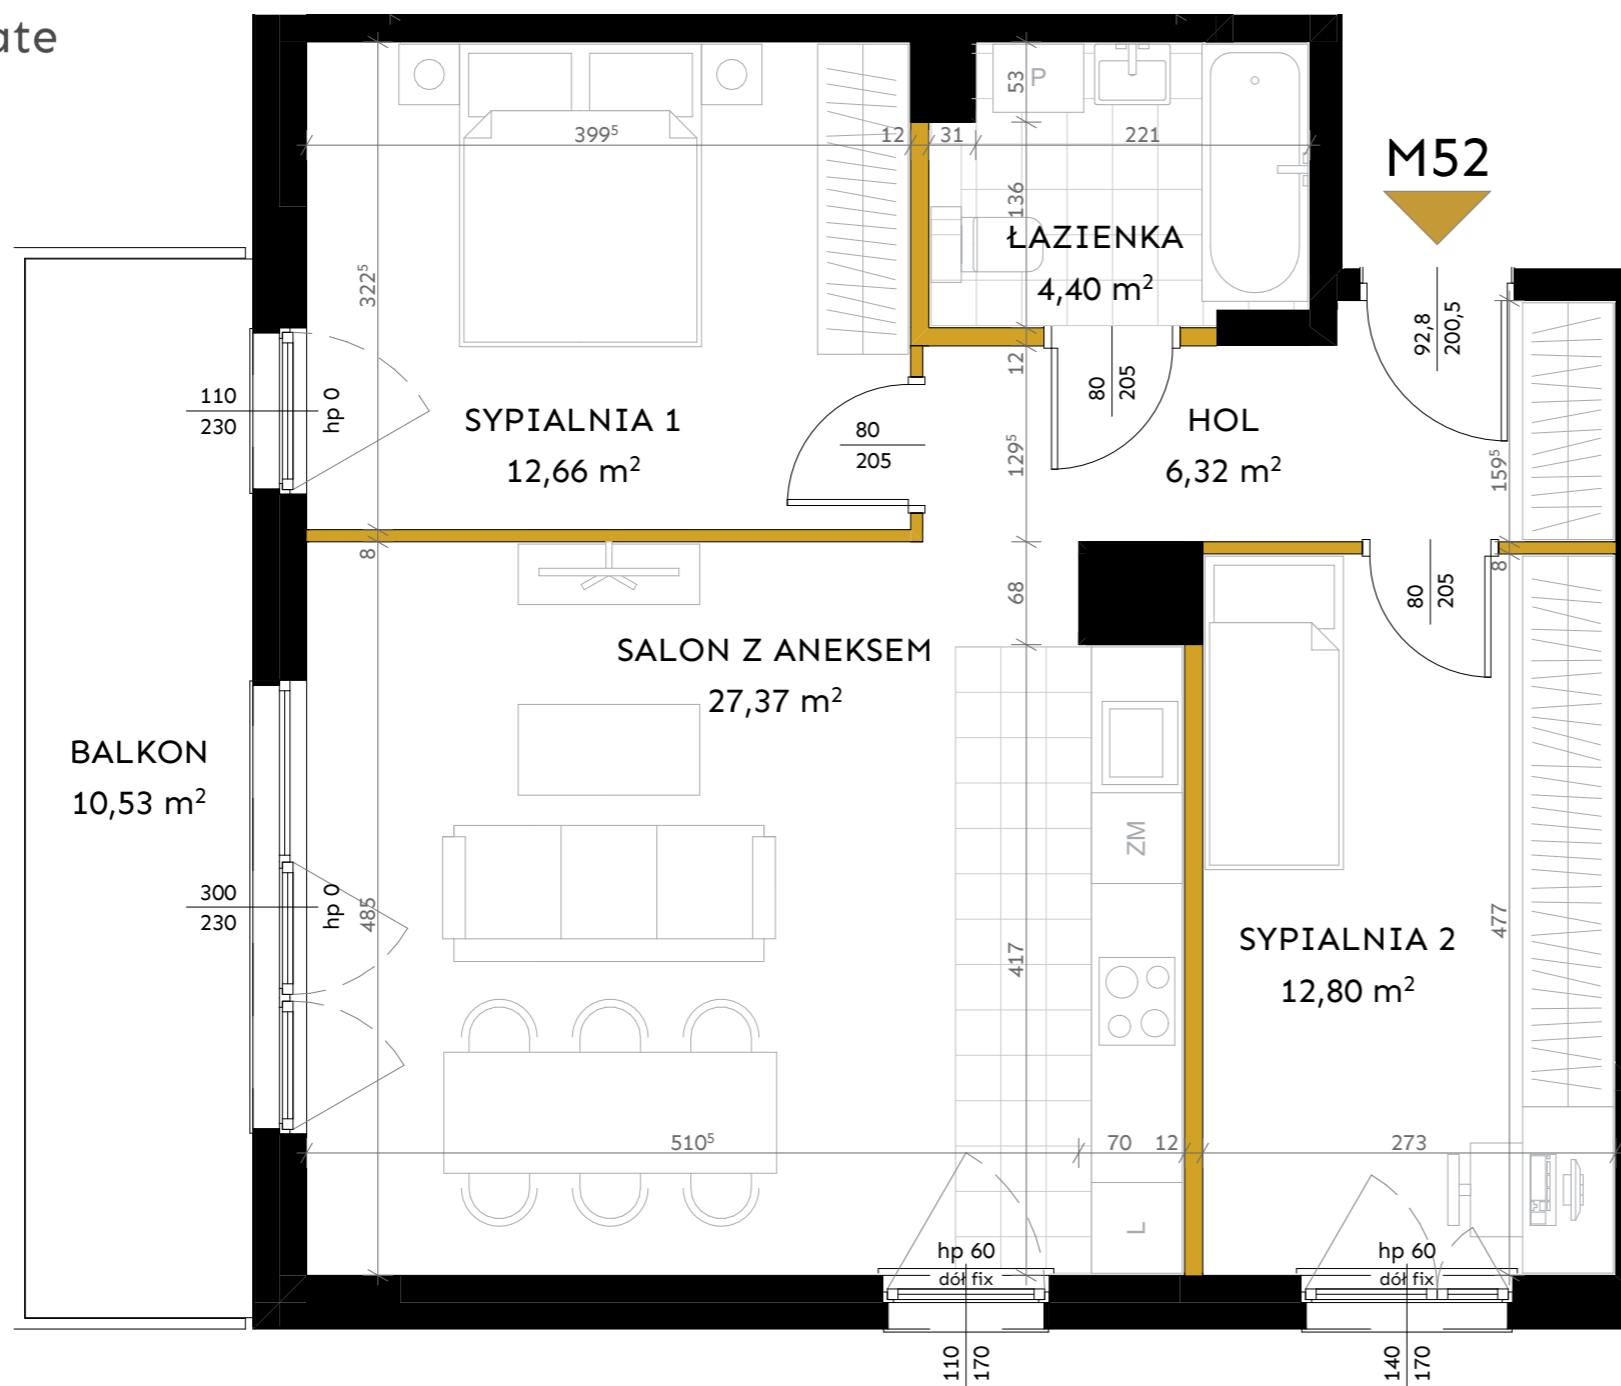 ate
M52
P
53
399⁵
12
31
221
136
ŁAZIENKA
4,40 m²
322⁵
92,8
200,5
110
230
hp 0
SYPIALNIA 1
12,66 m²
80
205
12
80
205
HOL
6,32 m²
129⁵
159⁵
8
68
80
205
8
SALON Z ANEKSEM
27,37 m²
BALKON
10,53 m²
ZM
300
230
hp 0
485
417
477
SYPIALNIA 2
12,80 m²
510⁵
70
12
273
L
hp 60
dół fix
hp 60
dół fix
110
170
140
170